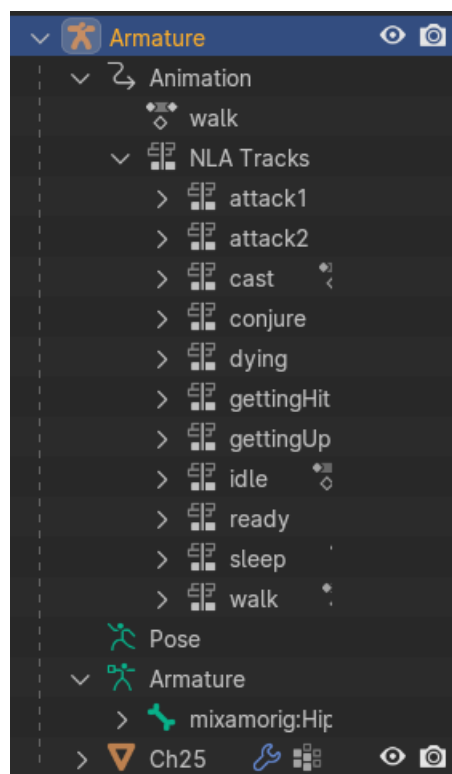 Armature
Animation
walk
NLA Tracks
attack1
attack2
cast
conjure
dying
gettingHit
gettingUp
idle
ready
sleep
walk
Pose
Armature
mixamorig:Hip
Ch25